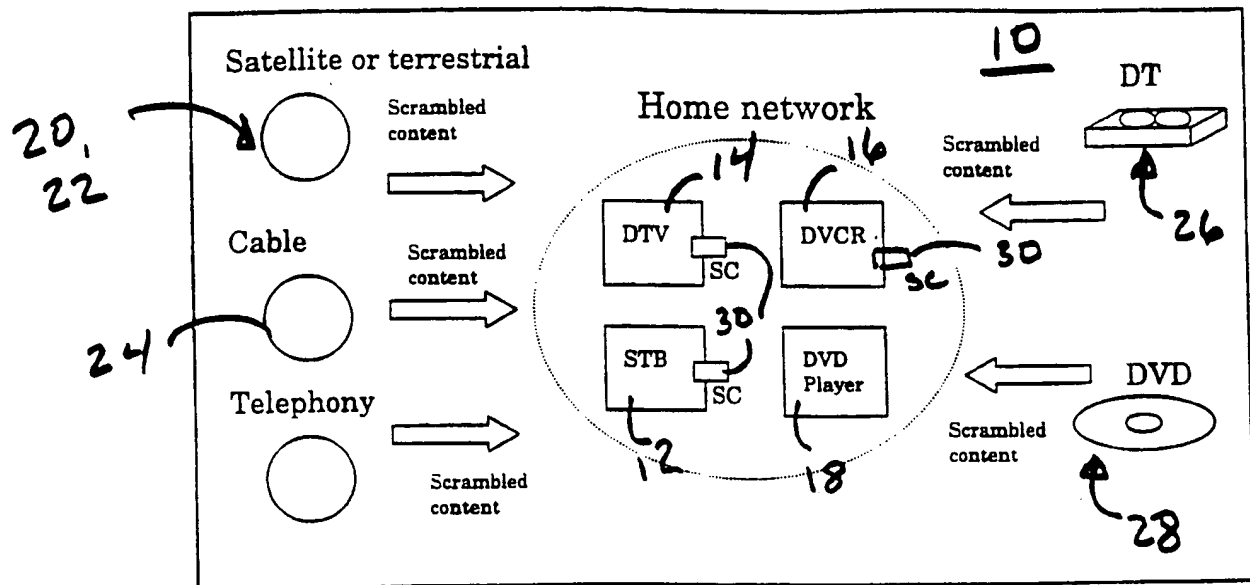 Satellite or terrestrial
20,
22
Scrambled
content
Cable
24
Scrambled
content
Telephony
Scrambled
content
Home network
14
16
DTV
SC
DVCR
SC
30
30
STB
SC
DVD
Player
12
18
10
DT
Scrambled
content
26
DVD
Scrambled
content
28